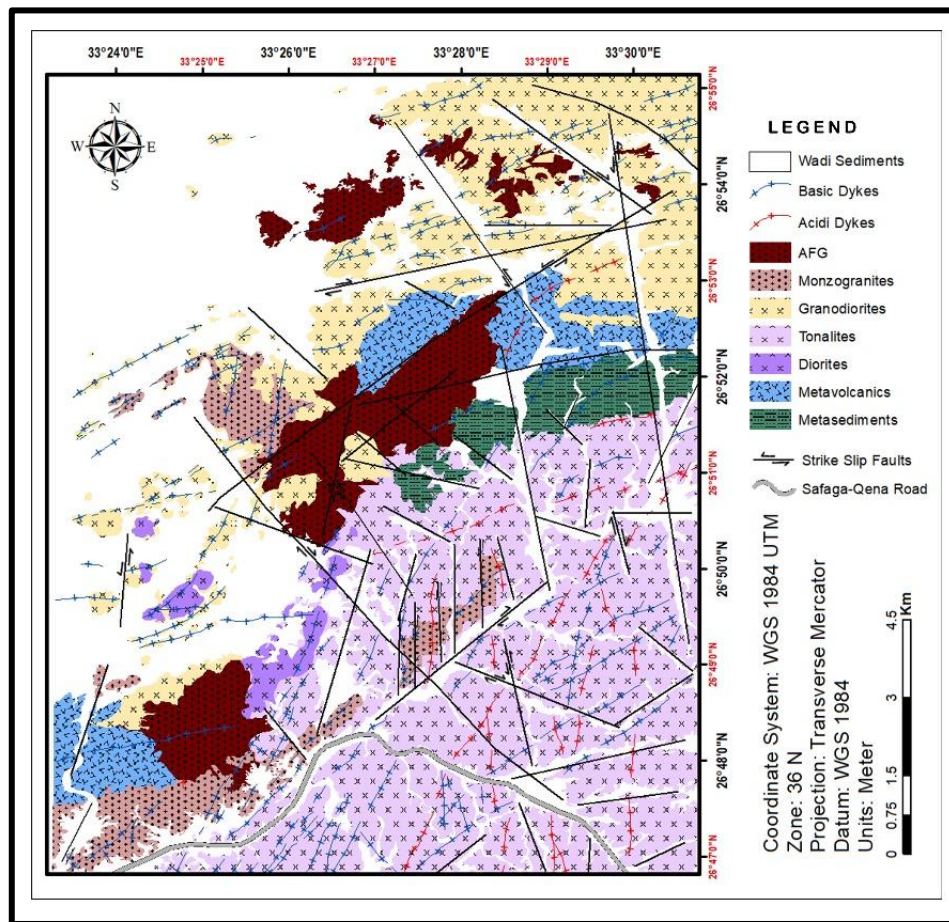 33°24'0"E 33°26'0"E 33°28'0"E 33°30'0"E
33°25'0"E 33°27'0"E 33°29'0"E
N
W E
S
26°55'0"N
26°54'0"N
26°53'0"N
26°52'0"N
26°51'0"N
26°50'0"N
26°49'0"N
26°48'0"N
26°47'0"N
LEGEND
Wadi Sediments
Basic Dykes
Acidi Dykes
AFG
Monzogranites
Granodiorites
Tonalites
Diorites
Metavolcanics
Metasediments
Strike Slip Faults
Safaga-Qena Road
Coordinate System: WGS 1984 UTM
Zone: 36 N
Projection: Transverse Mercator
Datum: WGS 1984
Units: Meter
0 0.75 1.5 3 4.5 Km